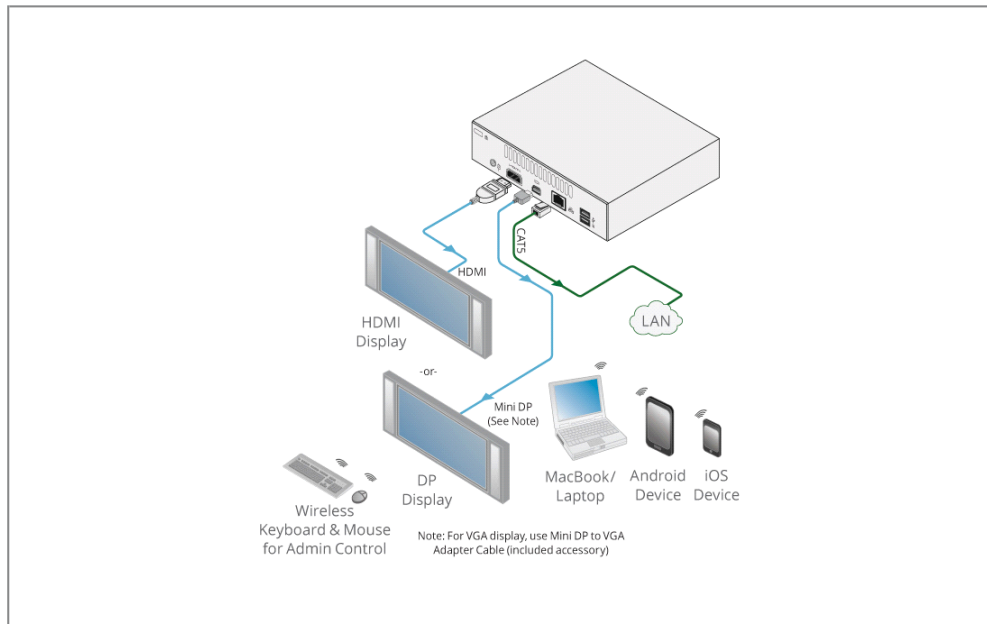 CAT5
HDMI
HDMI
Display
LAN
-or-
Mini DP
(See Note)
DP
Display
MacBook/
Laptop
Android
Device
iOS
Device
Wireless
Keyboard & Mouse
for Admin Control
Note: For VGA display, use Mini DP to VGA
Adapter Cable (included accessory)